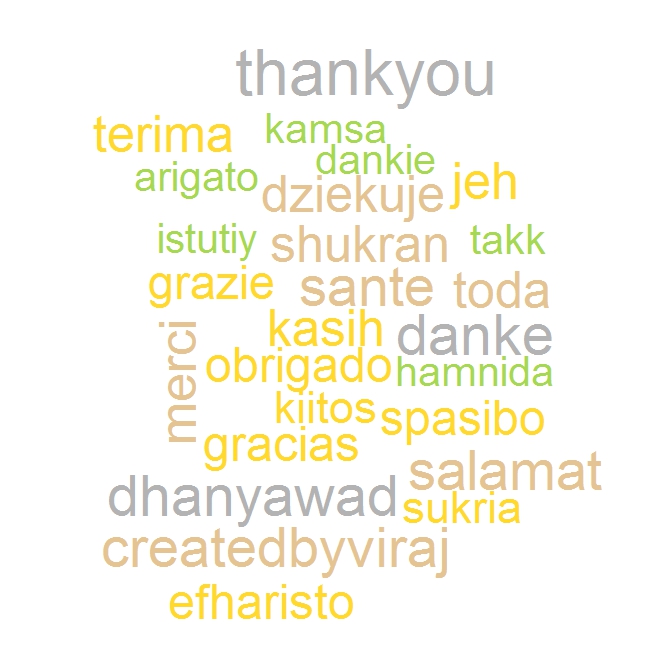 thankyou
terima kamsa
dankie
arigato dziekuje jeh
istutiy shukran takk
grazie sante toda
kasih danke
merci
obrigado hamnida
kiitos spasibo
gracias
salamat
dhanyawad sukria
createdbyviraj
efharisto